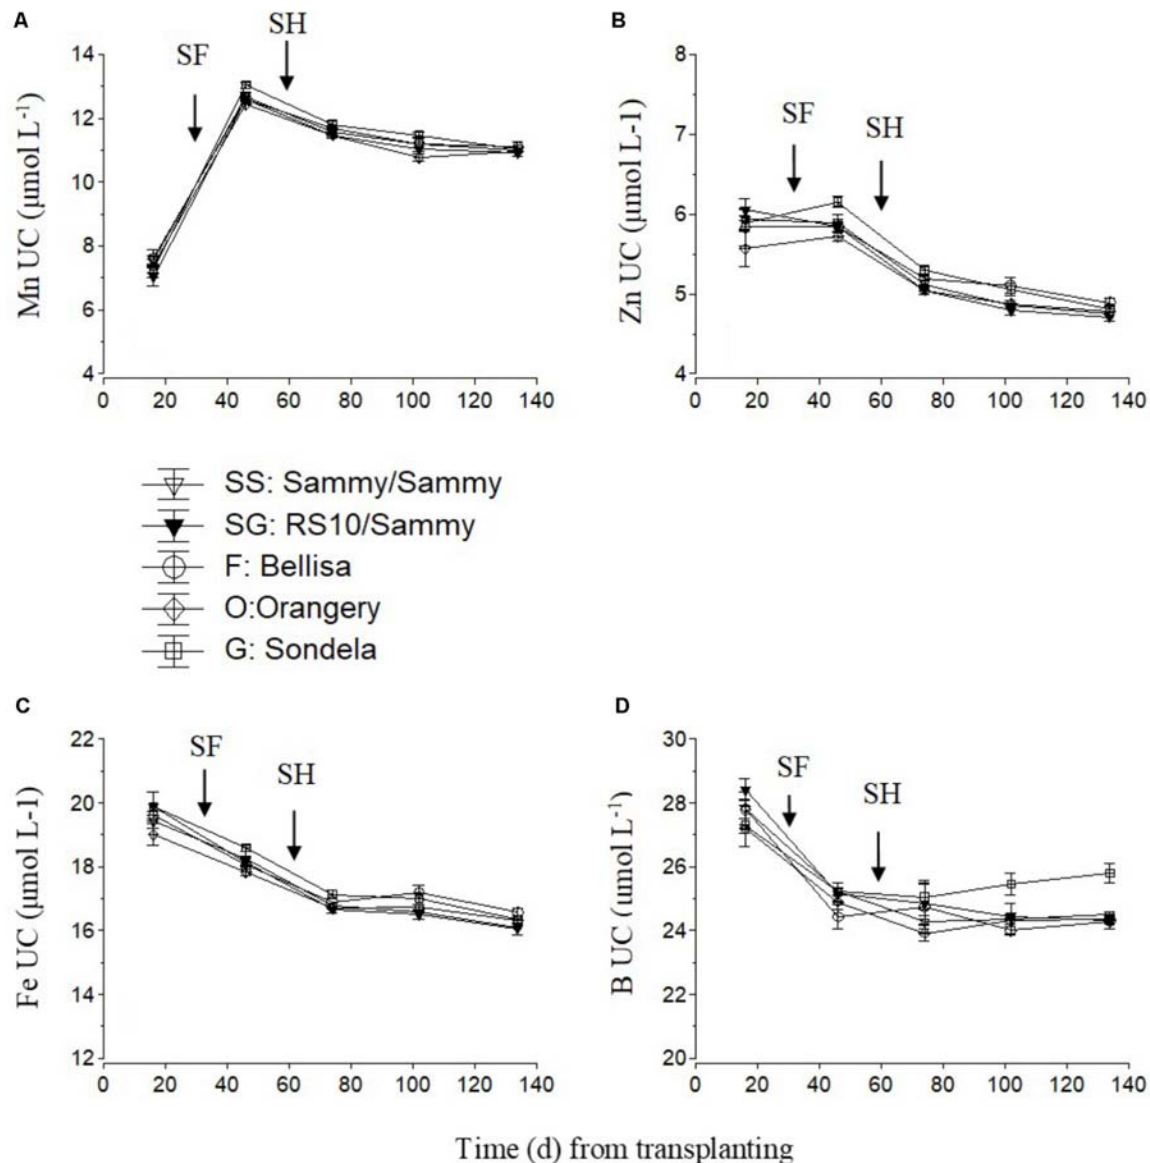 A
SF
SH
Mn UC (µmol L-1)
14
12
10
8
6
4
0 20 40 60 80 100 120 140
B
SF
SH
Zn UC (µmol L-1)
8
7
6
5
4
0 20 40 60 80 100 120 140
SS: Sammy/Sammy
SG: RS10/Sammy
F: Bellisa
O:Orangery
G: Sondela
C
SF
SH
Fe UC (µmol L-1)
22
20
18
16
14
12
0 20 40 60 80 100 120 140
D
SF
SH
B UC (umol L-1)
30
28
26
24
22
20
0 20 40 60 80 100 120 140
Time (d) from transplanting